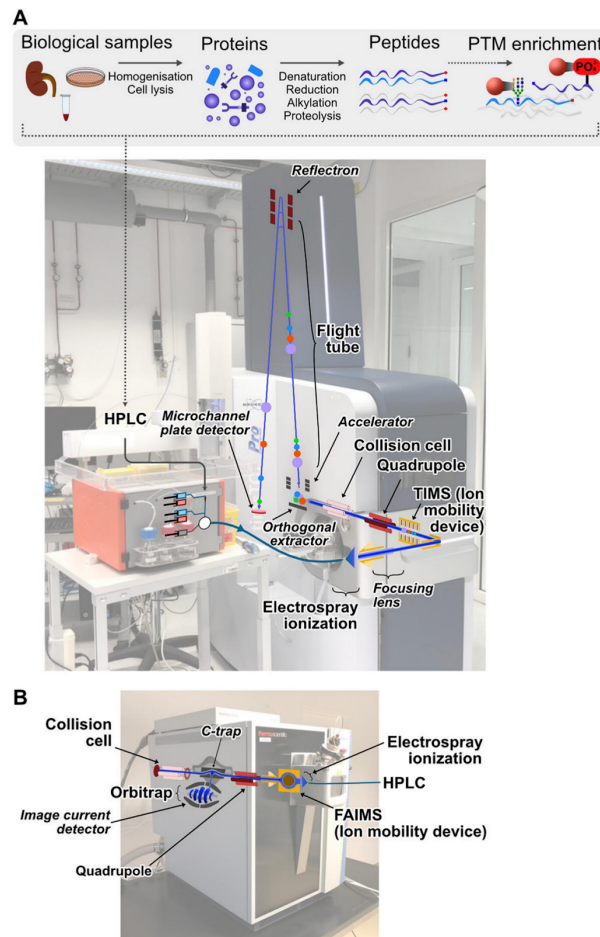 A
Biological samples
Proteins
Peptides
PTM enrichment
Homogenisation
Cell lysis
Denaturation
Reduction
Alkylation
Proteolysis
PO₄
Reflectron
Flight
tube
HPLC
Microchannel
plate detector
Pro
Accelerator
Collision cell
Quadrupole
TIMS (Ion
mobility
device)
Orthogonal
extractor
Focusing
lens
Electrospray
ionization
B
Collision
cell
C-trap
Electrospray
ionization
HPLC
Orbitrap
Image current
detector
FAIMS
(Ion mobility device)
Quadrupole